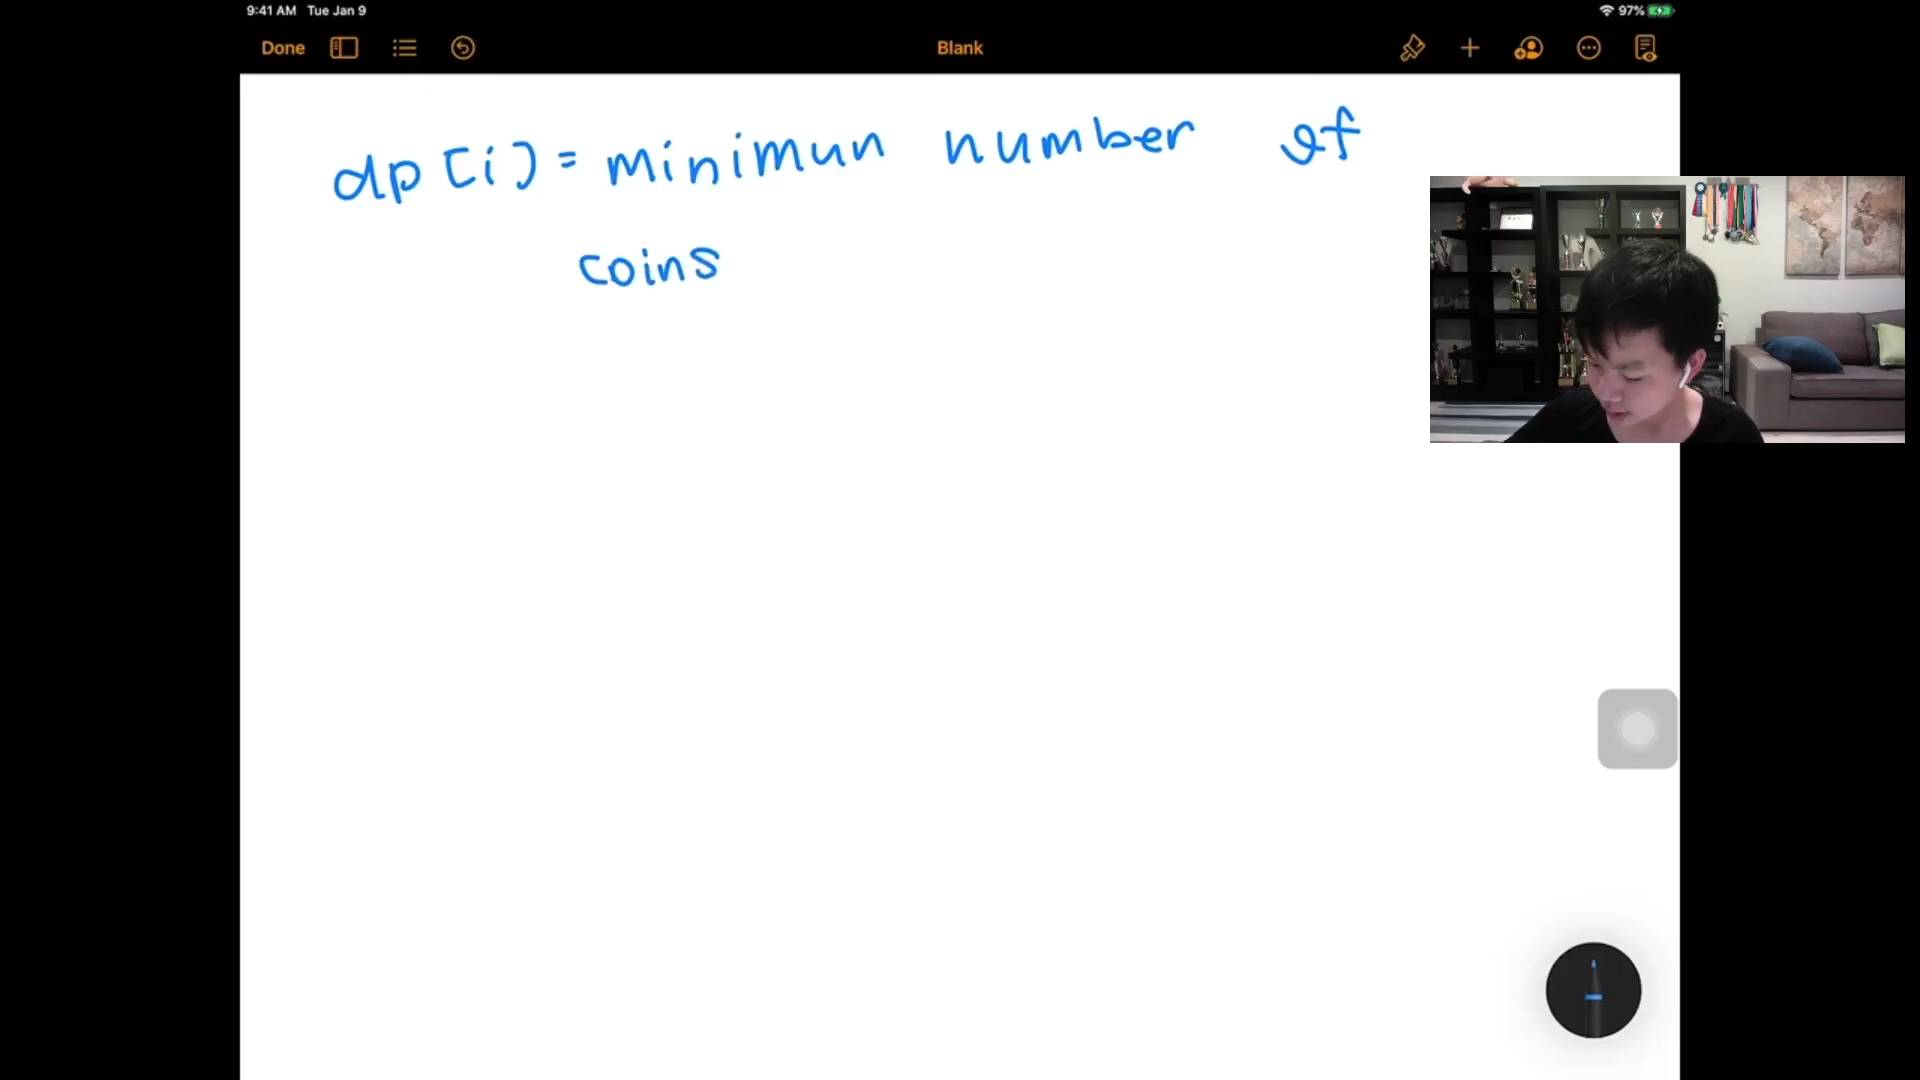 9:41 AM Tue Jan 9
97%
Done
Blank
dp[i] = minimun number of
coins